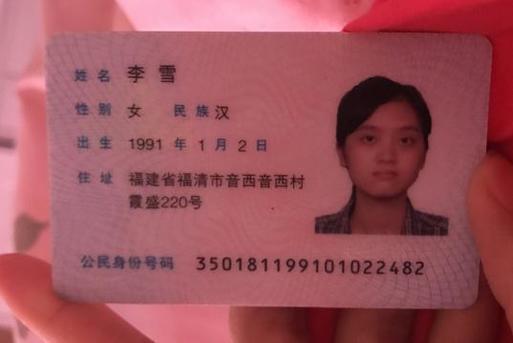 姓名 李雪
性别 女 民族 汉
出生 1991 年 1 月 2 日
住址 福建省福清市音西音西村
霞盛220号
公民身份号码 350181199101022482